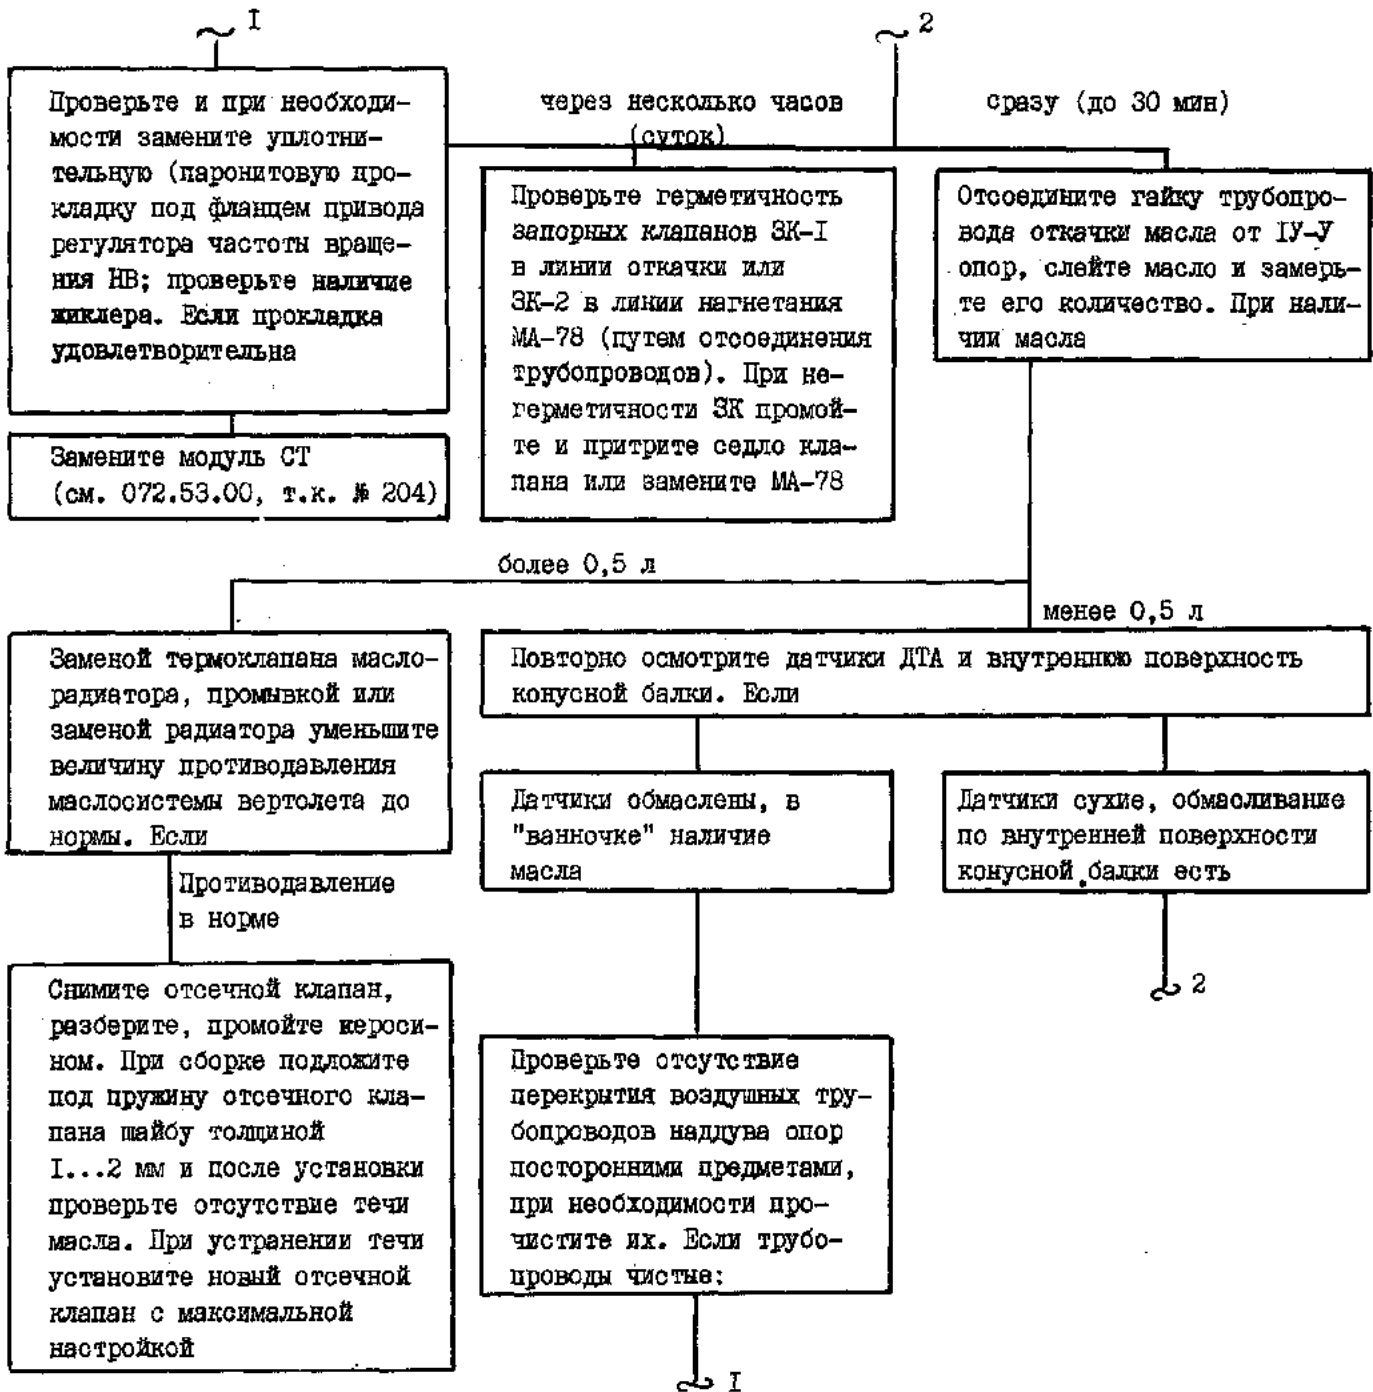 I
2
Проверьте и при необходи-
мости замените уплотни-
тельную (паронитовую про-
кладку под фланцем привода
регулятора частоты враще-
ния НВ; проверьте наличие
жиклера. Если прокладка
удовлетворительна
через несколько часов
(суток)
сразу (до 30 мин)
Проверьте герметичность
запорных клапанов ЗК-I
в линии откачки или
ЗК-2 в линии нагнетания
МА-78 (путем отсоединения
трубопроводов). При не-
герметичности ЗК промой-
те и притрите седло кла-
пана или замените МА-78
Отсоедините гайку трубопро-
вода откачки масла от IУ-У
опор, слейте масло и замерь-
те его количество. При нали-
чии масла
Замените модуль СТ
(см. 072.53.00, т.к. № 204)
более 0,5 л
менее 0,5 л
Заменой термоклапана масло-
радиатора, промывкой или
заменой радиатора уменьшите
величину противодавления
маслосистемы вертолета до
нормы. Если
Повторно осмотрите датчики ДТА и внутреннюю поверхность
конусной балки. Если
Датчики обмаслены, в
"ванночке" наличие
масла
Датчики сухие, обмасливание
по внутренней поверхности
конусной балки есть
Противодавление
в норме
2
Снимите отсечной клапан,
разберите, промойте кероси-
ном. При сборке подложите
под пружину отсечного кла-
пана шайбу толщиной
I...2 мм и после установки
проверьте отсутствие течи
масла. При устранении течи
установите новый отсечной
клапан с максимальной
настройкой
Проверьте отсутствие
перекрытия воздушных тру-
бопроводов наддува опор
посторонними предметами,
при необходимости про-
чистите их. Если трубо-
проводы чистые:
I